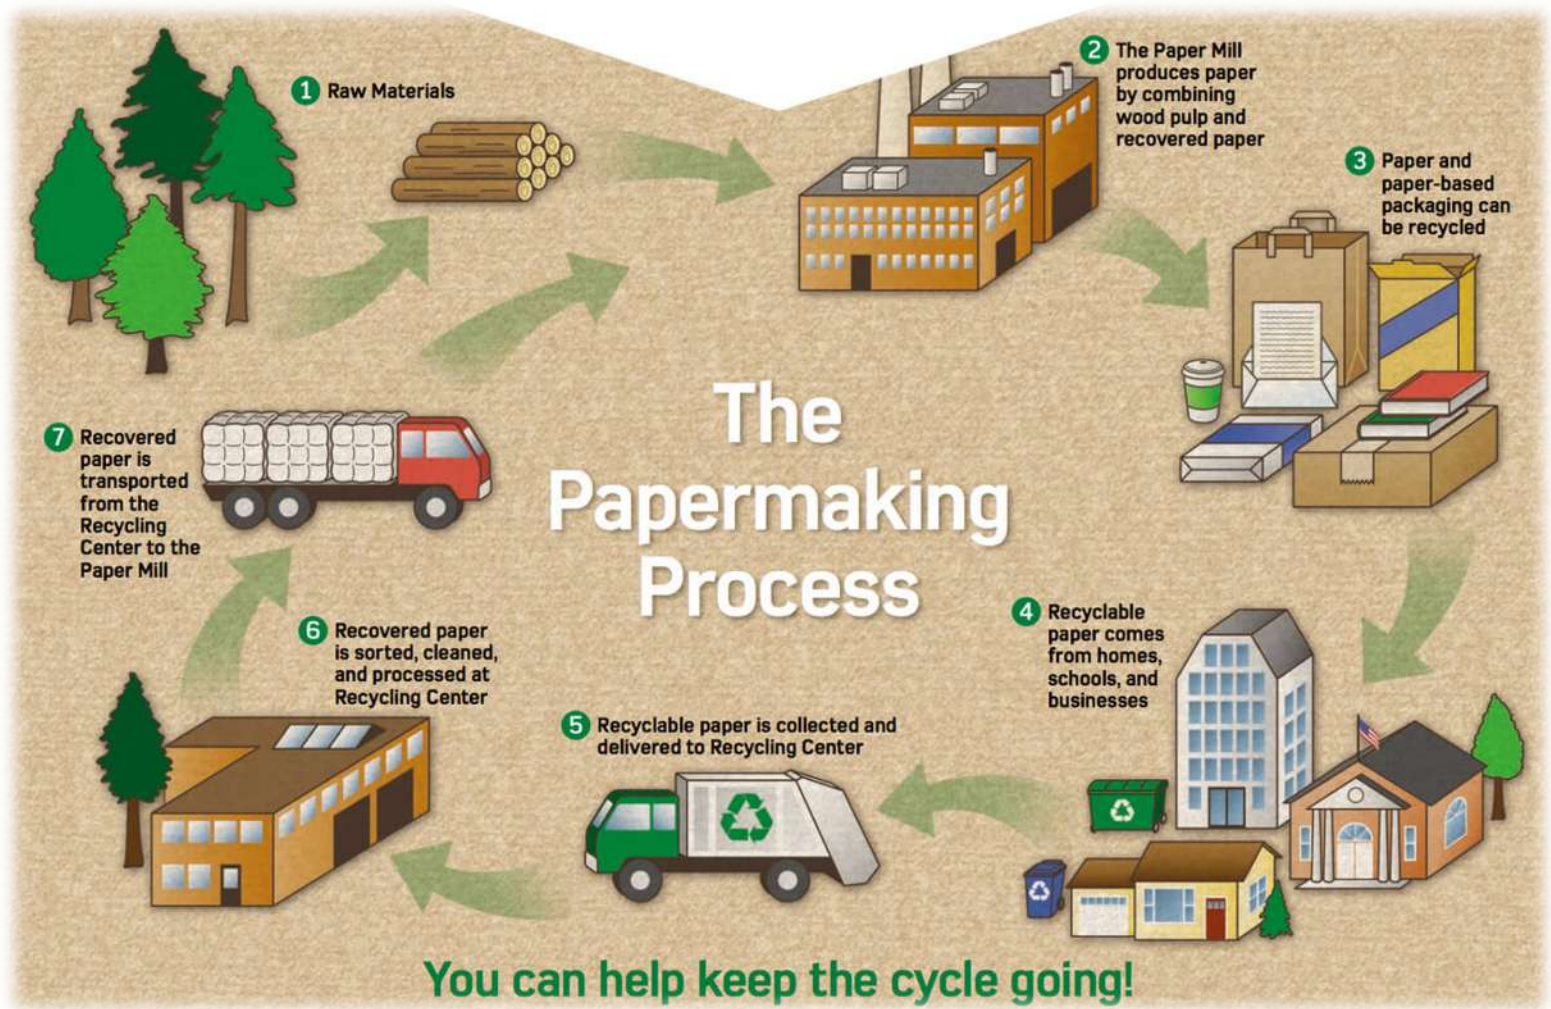 1 Raw Materials
2 The Paper Mill
produces paper
by combining
wood pulp and
recovered paper
3 Paper and
paper-based
packaging can
be recycled
The
Papermaking
Process
7 Recovered
paper is
transported
from the
Recycling
Center to the
Paper Mill
6 Recovered paper
is sorted, cleaned,
and processed at
Recycling Center
5 Recyclable paper is collected and
delivered to Recycling Center
4 Recyclable
paper comes
from homes,
schools, and
businesses
You can help keep the cycle going!